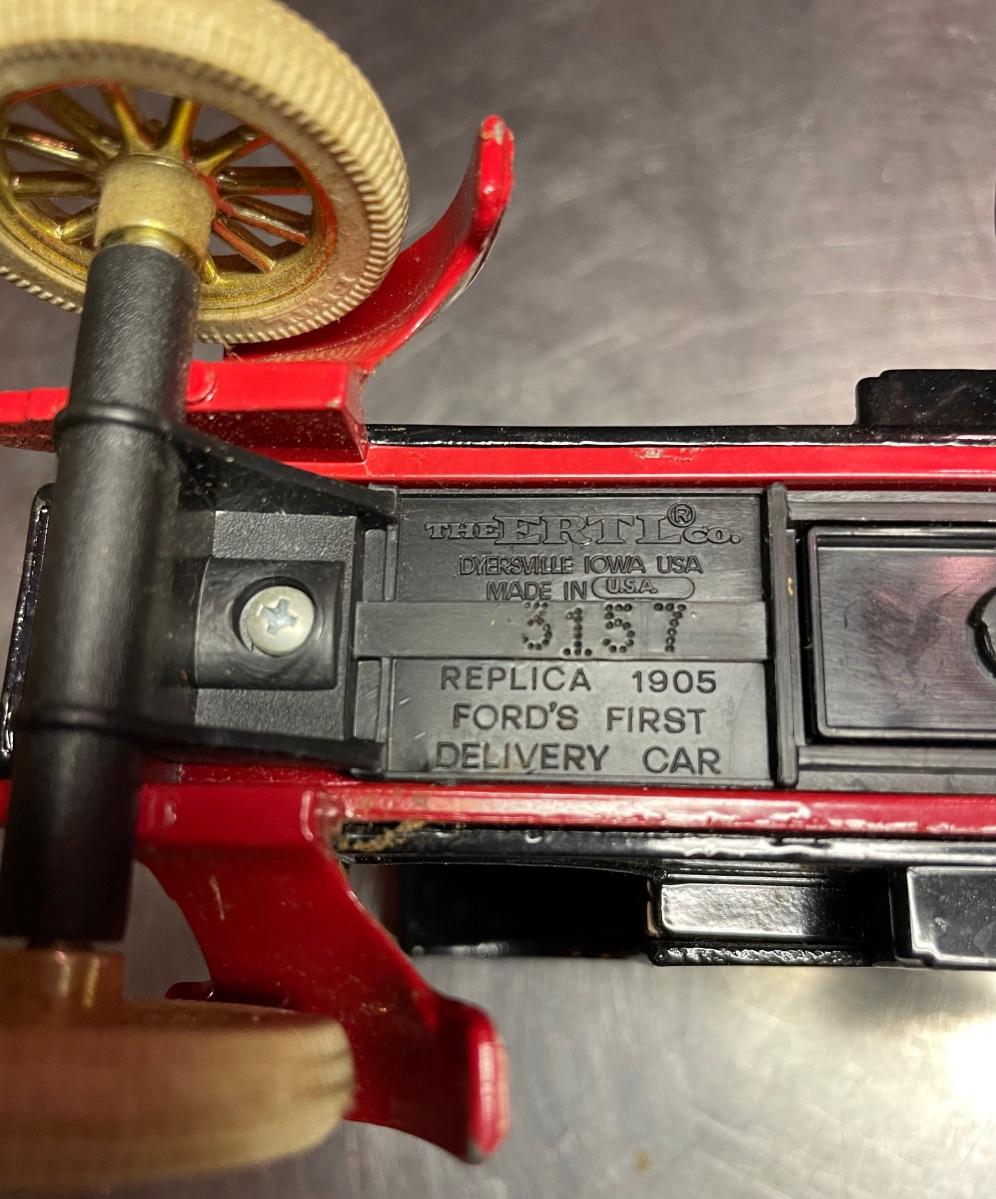 THE ERTL® CO.
DYERSVILLE IOWA USA
MADE IN U.S.A.
3157
REPLICA 1905
FORD'S FIRST
DELIVERY CAR